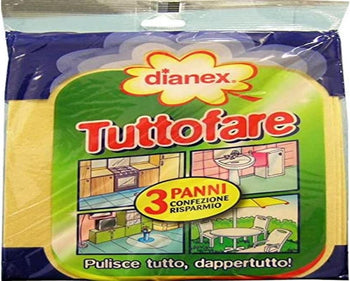 dianex®
Tuttofare
3 PANNI
CONFEZIONE
RISPARMIO
Pulisce tutto, dappertutto!